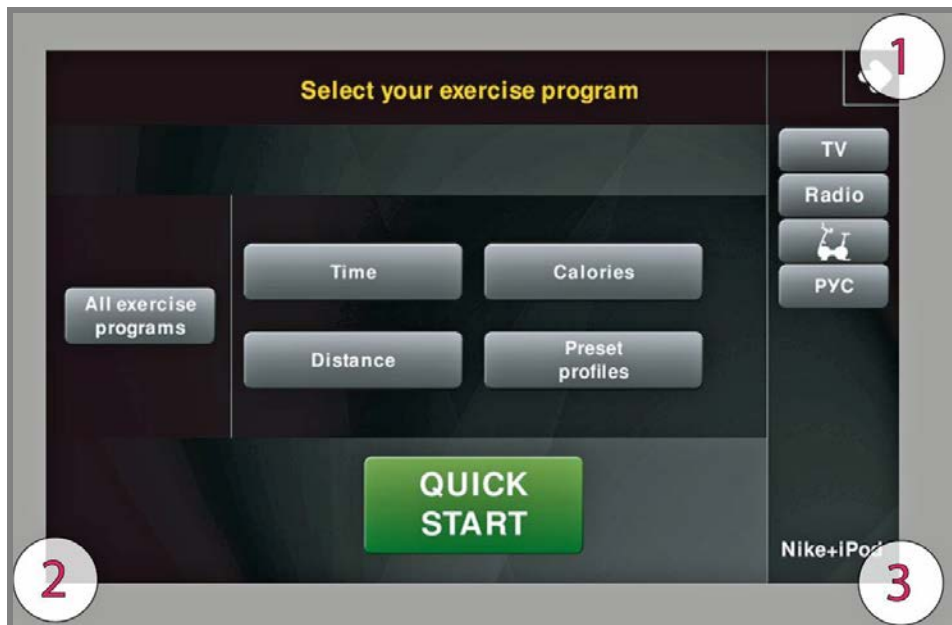 1
Select your exercise program
TV
Radio
РУС
Time
Calories
All exercise
programs
Distance
Preset
profiles
QUICK
START
Nike+iPod
2
3